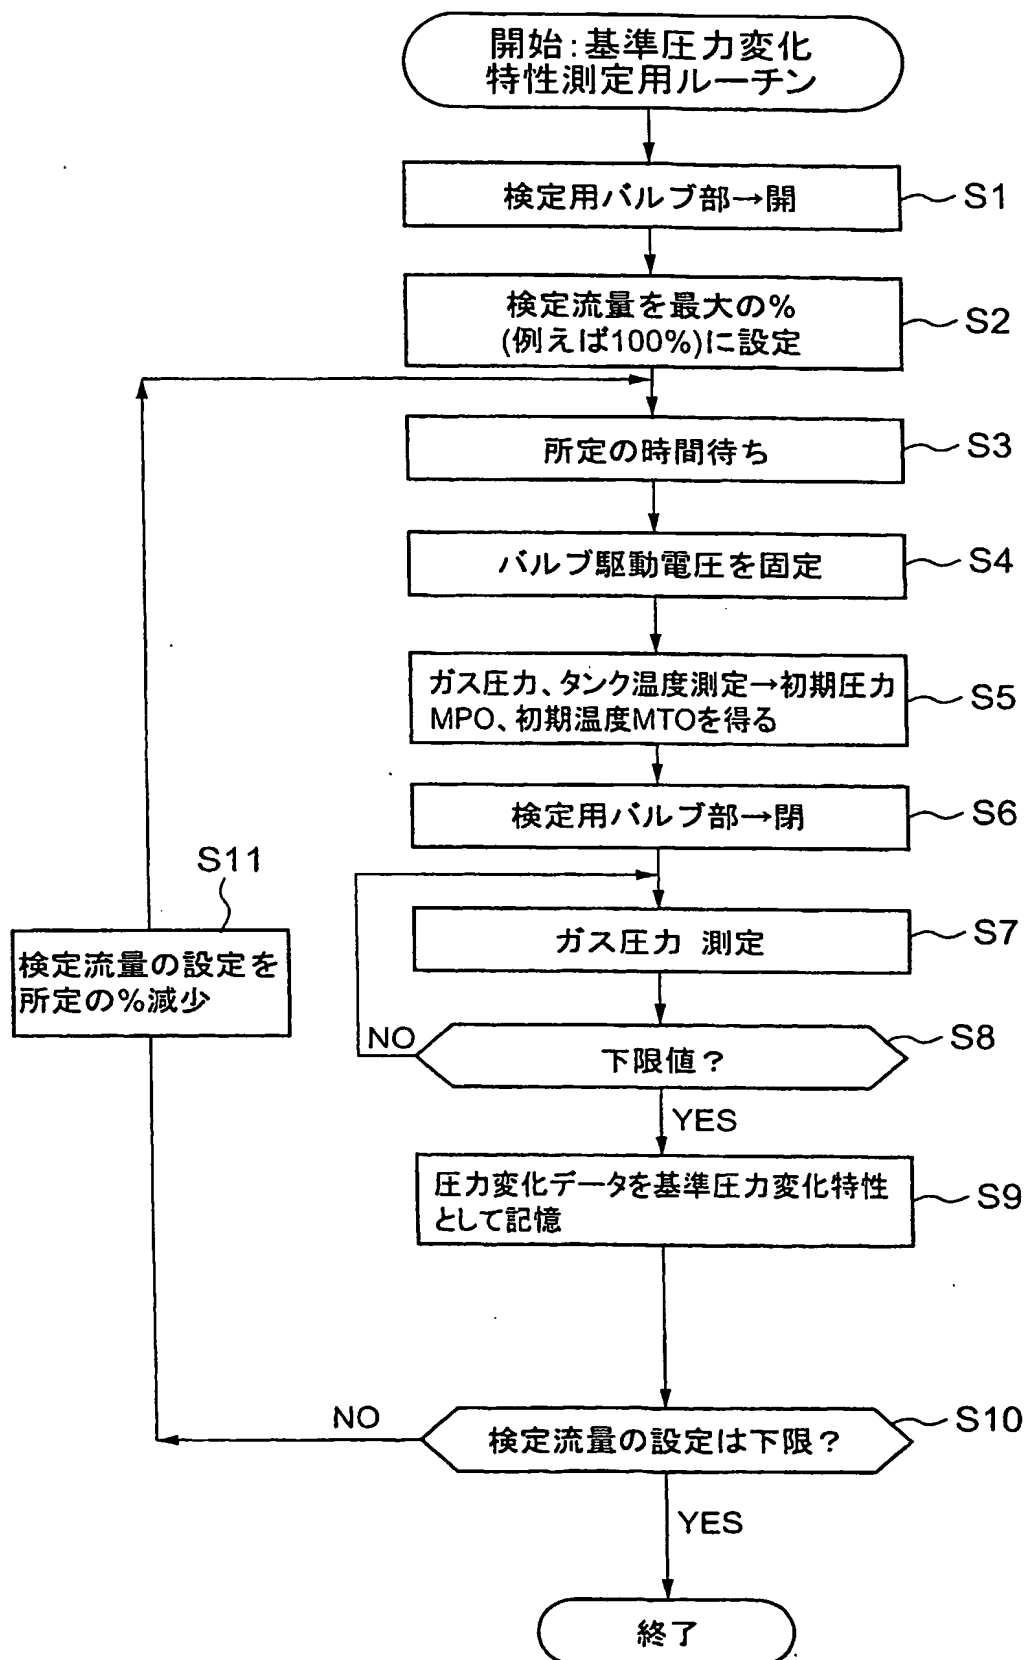 開始:基準圧力変化
特性測定用ルーチン
検定用バルブ部→開
S1
検定流量を最大の%
(例えば100%)に設定
S2
所定の時間待ち
S3
バルブ駆動電圧を固定
S4
ガス圧力、タンク温度測定→初期圧力
MPO、初期温度MTOを得る
S5
検定用バルブ部→閉
S6
S11
検定流量の設定を
所定の%減少
ガス圧力 測定
S7
NO
下限値?
S8
YES
圧力変化データを基準圧力変化特性
として記憶
S9
NO
検定流量の設定は下限?
S10
YES
終了